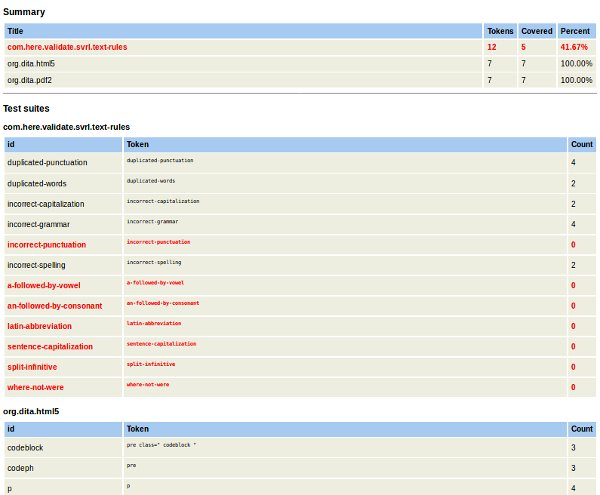 Summary
Title Tokens Covered Percent
com.here.validate.svrl.text-rules 12 5 41.67%
org.dita.html5 7 7 100.00%
org.dita.pdf2 7 7 100.00%
Test suites
com.here.validate.svrl.text-rules
id Token Count
duplicated-punctuation duplicated-punctuation 4
duplicated-words duplicated-words 2
incorrect-capitalization incorrect-capitalization 2
incorrect-grammar incorrect-grammar 4
incorrect-punctuation incorrect-punctuation 0
incorrect-spelling incorrect-spelling 2
a-followed-by-vowel a-followed-by-vowel 0
an-followed-by-consonant an-followed-by-consonant 0
latin-abbreviation latin-abbreviation 0
sentence-capitalization sentence-capitalization 0
split-infinitive split-infinitive 0
where-not-were where-not-were 0
org.dita.html5
id Token Count
codeblock pre class=" codeblock " 3
codeph pre 3
p p 4